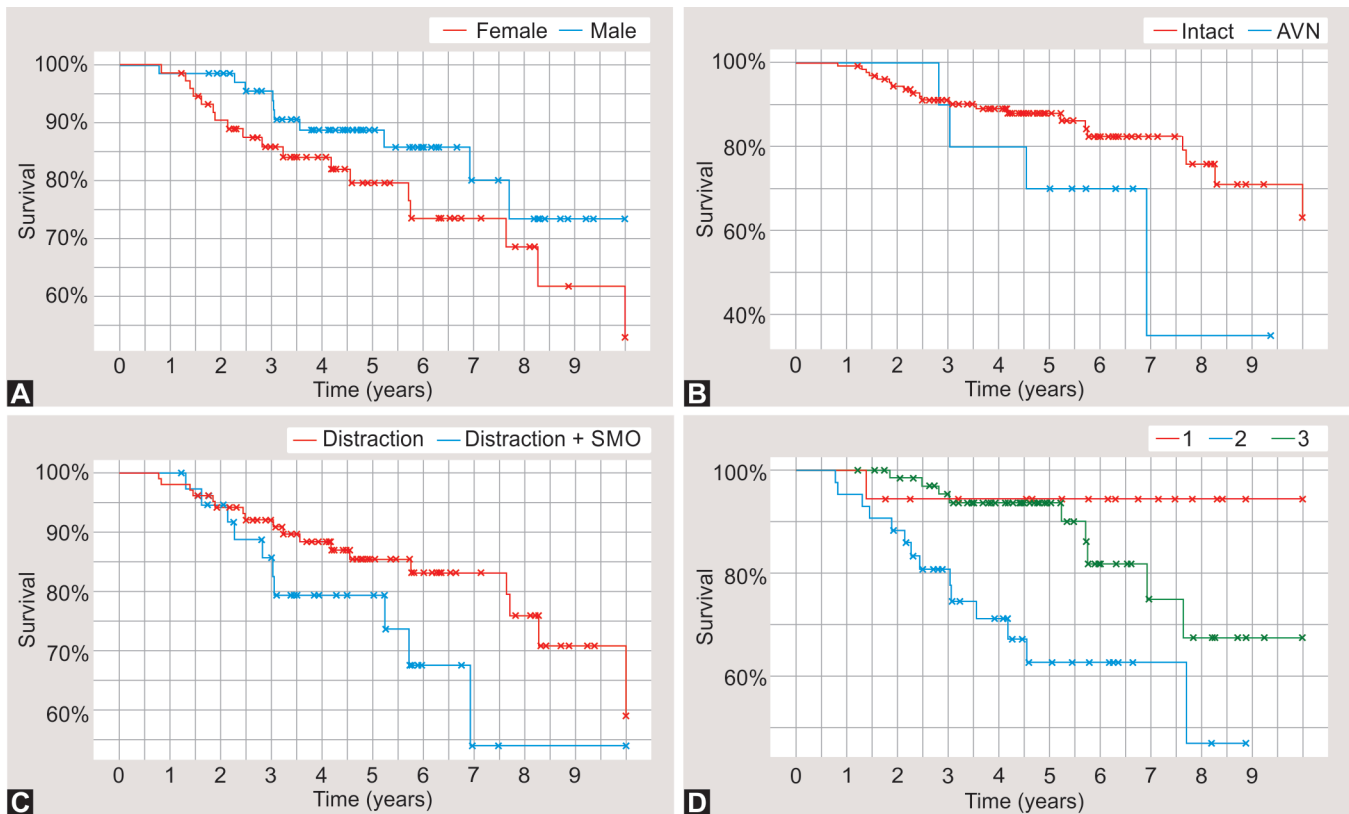 Female Male
100%
90%
80%
70%
60%
Survival
0 1 2 3 4 5 6 7 8 9
Time (years)
A
Intact AVN
100%
80%
60%
40%
Survival
0 1 2 3 4 5 6 7 8 9
Time (years)
B
Distraction Distraction + SMO
100%
90%
80%
70%
60%
Survival
0 1 2 3 4 5 6 7 8 9
Time (years)
C
1 2 3
100%
80%
60%
Survival
0 1 2 3 4 5 6 7 8 9
Time (years)
D